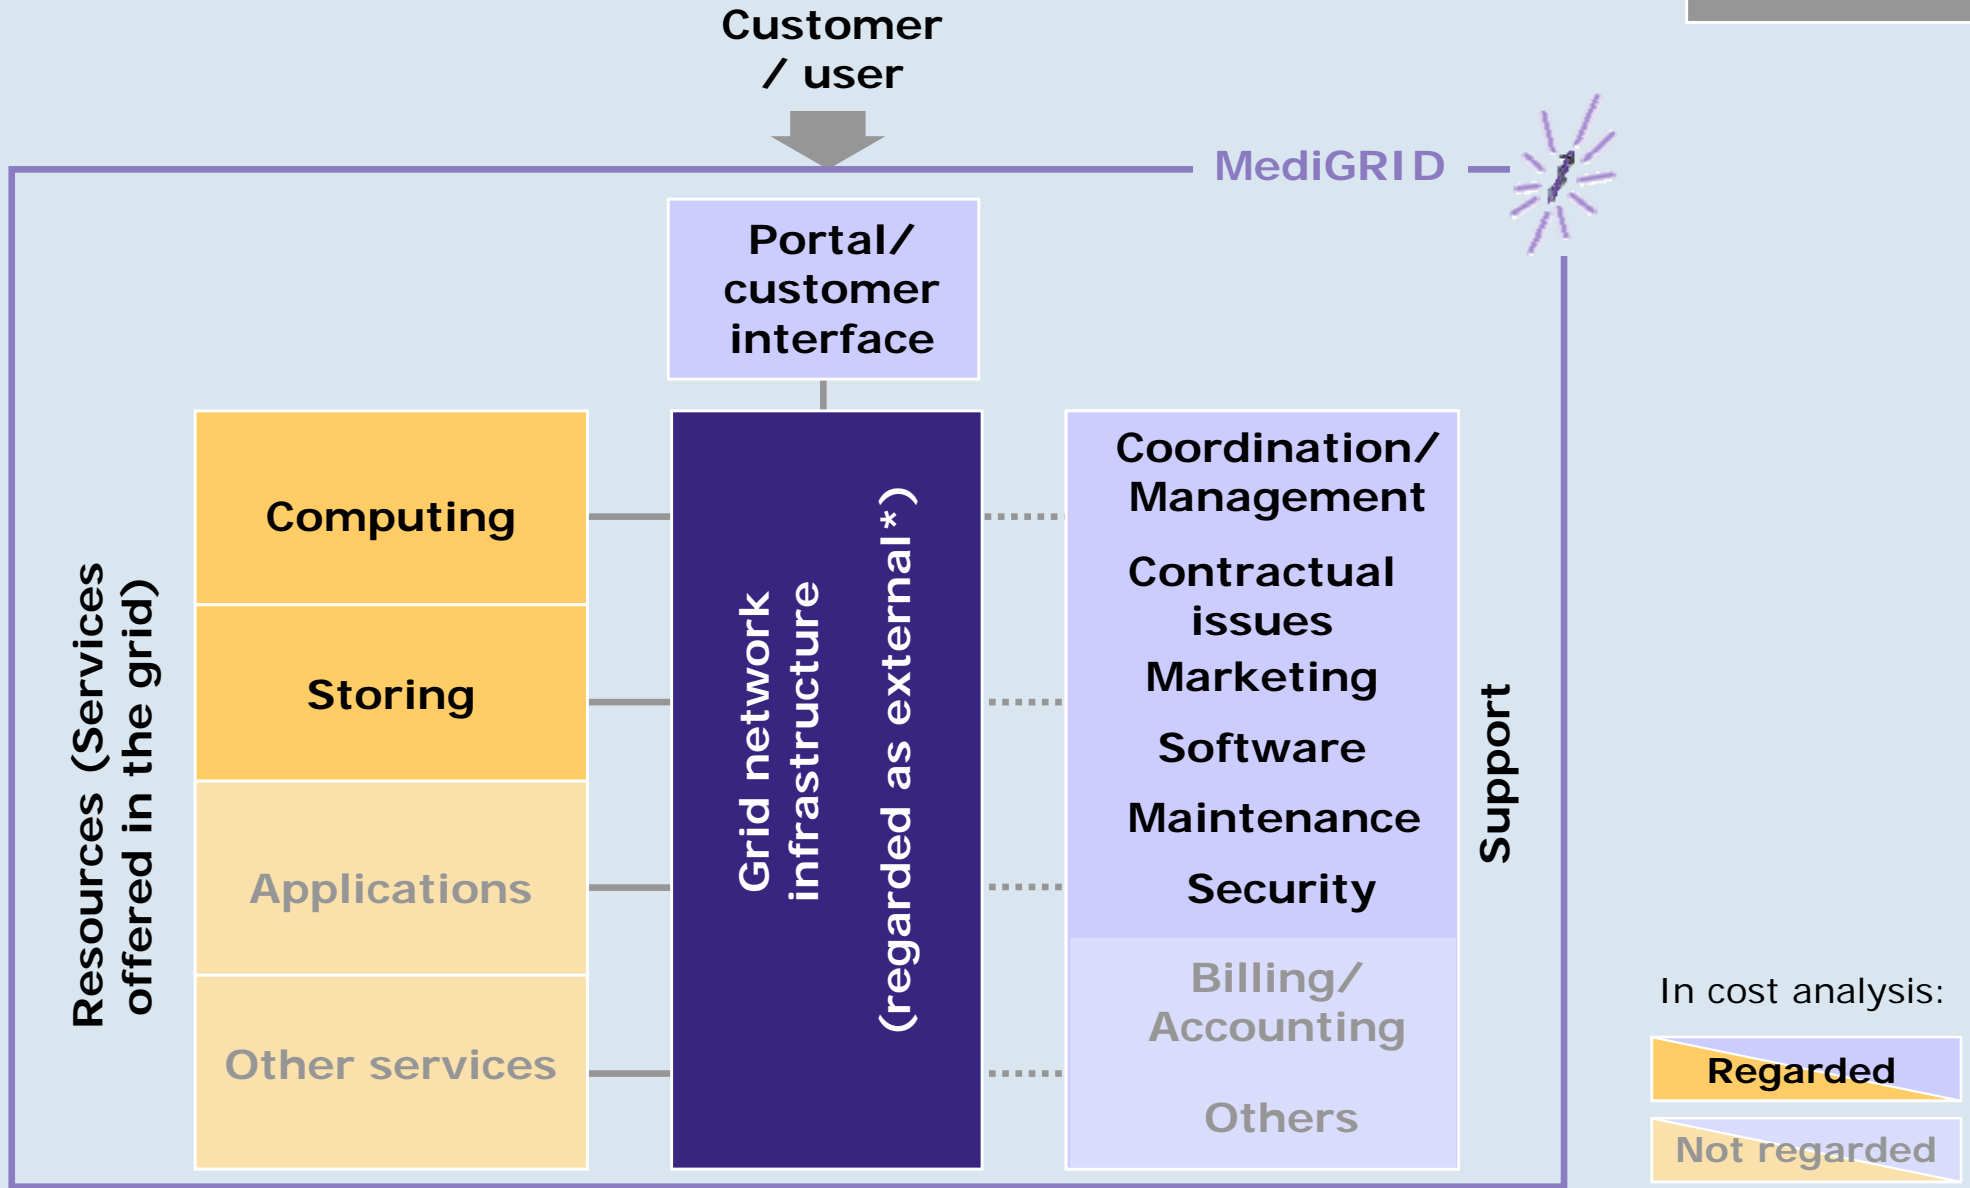 Customer
/ user
MediGRID
Portal/
customer
interface
Resources (Services
offered in the grid)
Computing
Storing
Applications
Other services
Grid network
infrastructure
(regarded as external*)
Coordination/
Management
Contractual
issues
Marketing
Software
Maintenance
Security
Billing/
Accounting
Others
Support
In cost analysis:
Regarded
Not regarded